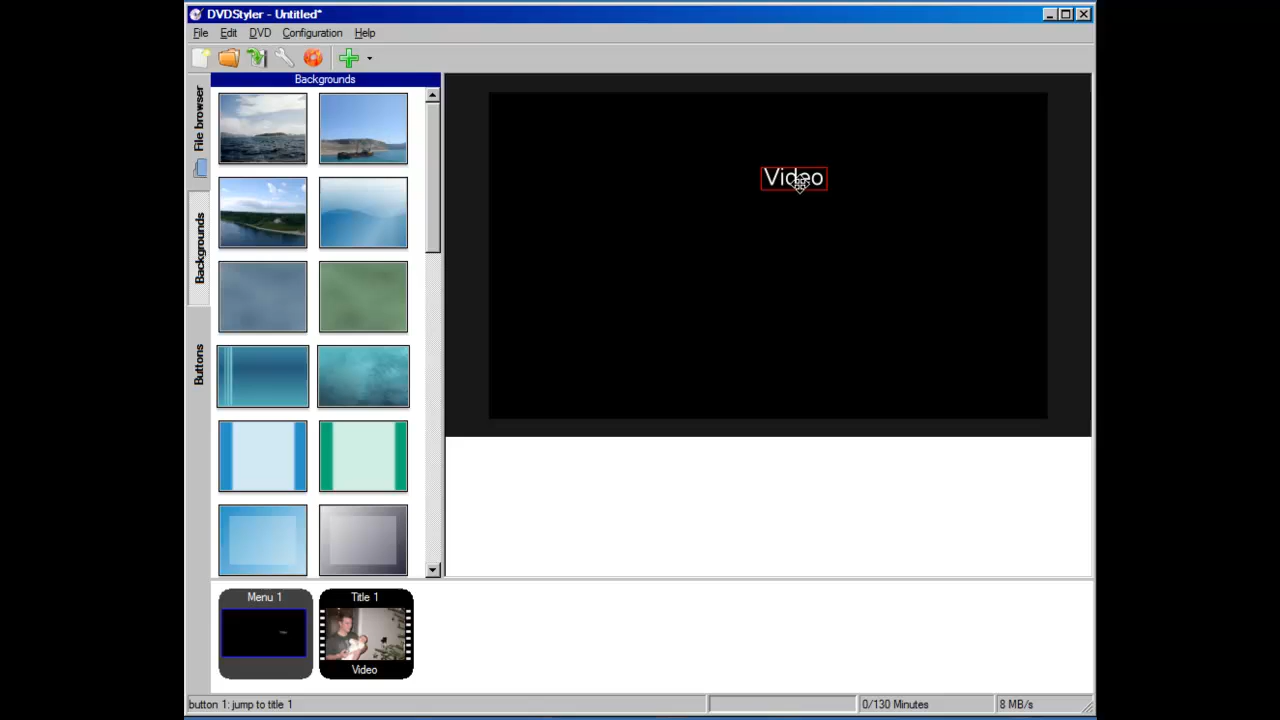 DVDStyler - Untitled*
File Edit DVD Configuration Help
Backgrounds
File browser
Backgrounds
Buttons
Video
Menu 1
Title 1
Video
button 1: jump to title 1
0/130 Minutes
8 MB/s